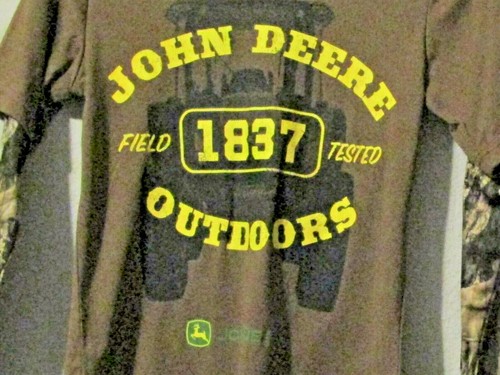 JOHN DEERE
FIELD 1837 TESTED
OUTDOORS